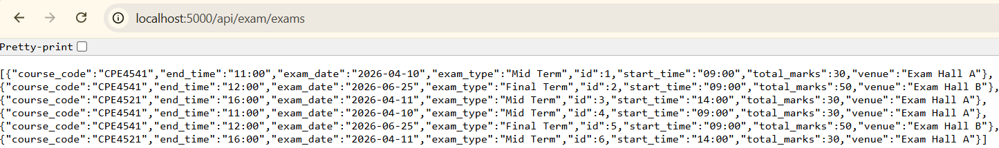 localhost:5000/api/exam/exams
Pretty-print
[{"course_code":"CPE4541","end_time":"11:00","exam_date":"2026-04-10","exam_type":"Mid Term","id":1,"start_time":"09:00","total_marks":30,"venue":"Exam Hall A"},
{"course_code":"CPE4541","end_time":"12:00","exam_date":"2026-06-25","exam_type":"Final Term","id":2,"start_time":"09:00","total_marks":50,"venue":"Exam Hall B"},
{"course_code":"CPE4521","end_time":"16:00","exam_date":"2026-04-11","exam_type":"Mid Term","id":3,"start_time":"14:00","total_marks":30,"venue":"Exam Hall A"},
{"course_code":"CPE4541","end_time":"11:00","exam_date":"2026-04-10","exam_type":"Mid Term","id":4,"start_time":"09:00","total_marks":30,"venue":"Exam Hall A"},
{"course_code":"CPE4541","end_time":"12:00","exam_date":"2026-06-25","exam_type":"Final Term","id":5,"start_time":"09:00","total_marks":50,"venue":"Exam Hall B"},
{"course_code":"CPE4521","end_time":"16:00","exam_date":"2026-04-11","exam_type":"Mid Term","id":6,"start_time":"14:00","total_marks":30,"venue":"Exam Hall A"}]